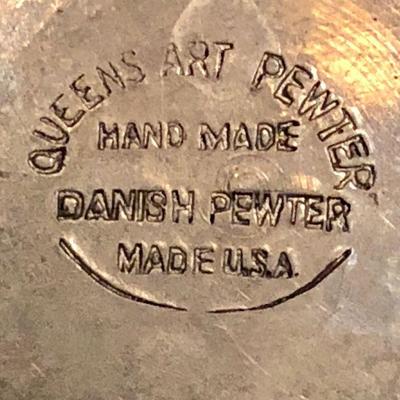 QUEENS ART PEWTER
HAND MADE
DANISH PEWTER
MADE U.S.A.